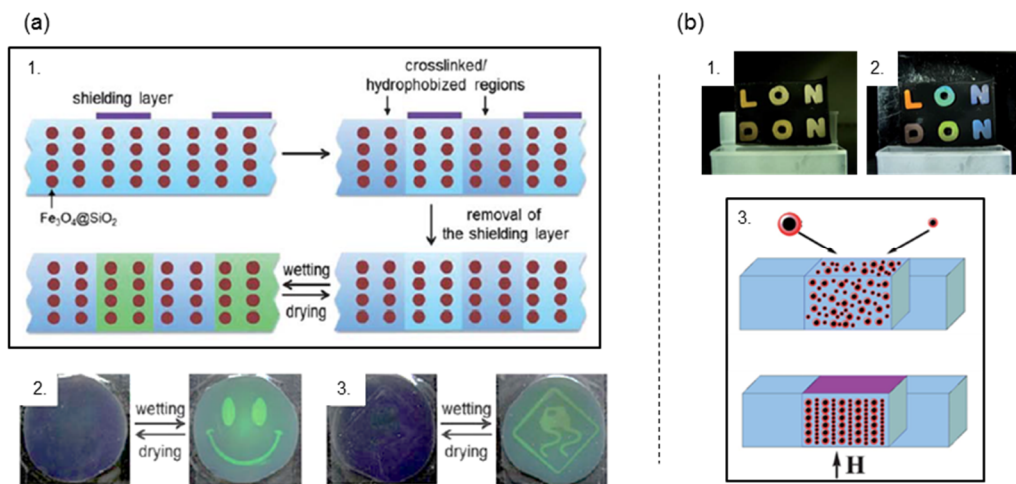 (a)
1.
shielding layer
Fe₃O₄@SiO₂
crosslinked/
hydrophobized regions
removal of
the shielding layer
wetting
drying
2.
wetting
drying
3.
wetting
drying
(b)
1.
L O N
D O N
2.
L O N
D O N
3.
H